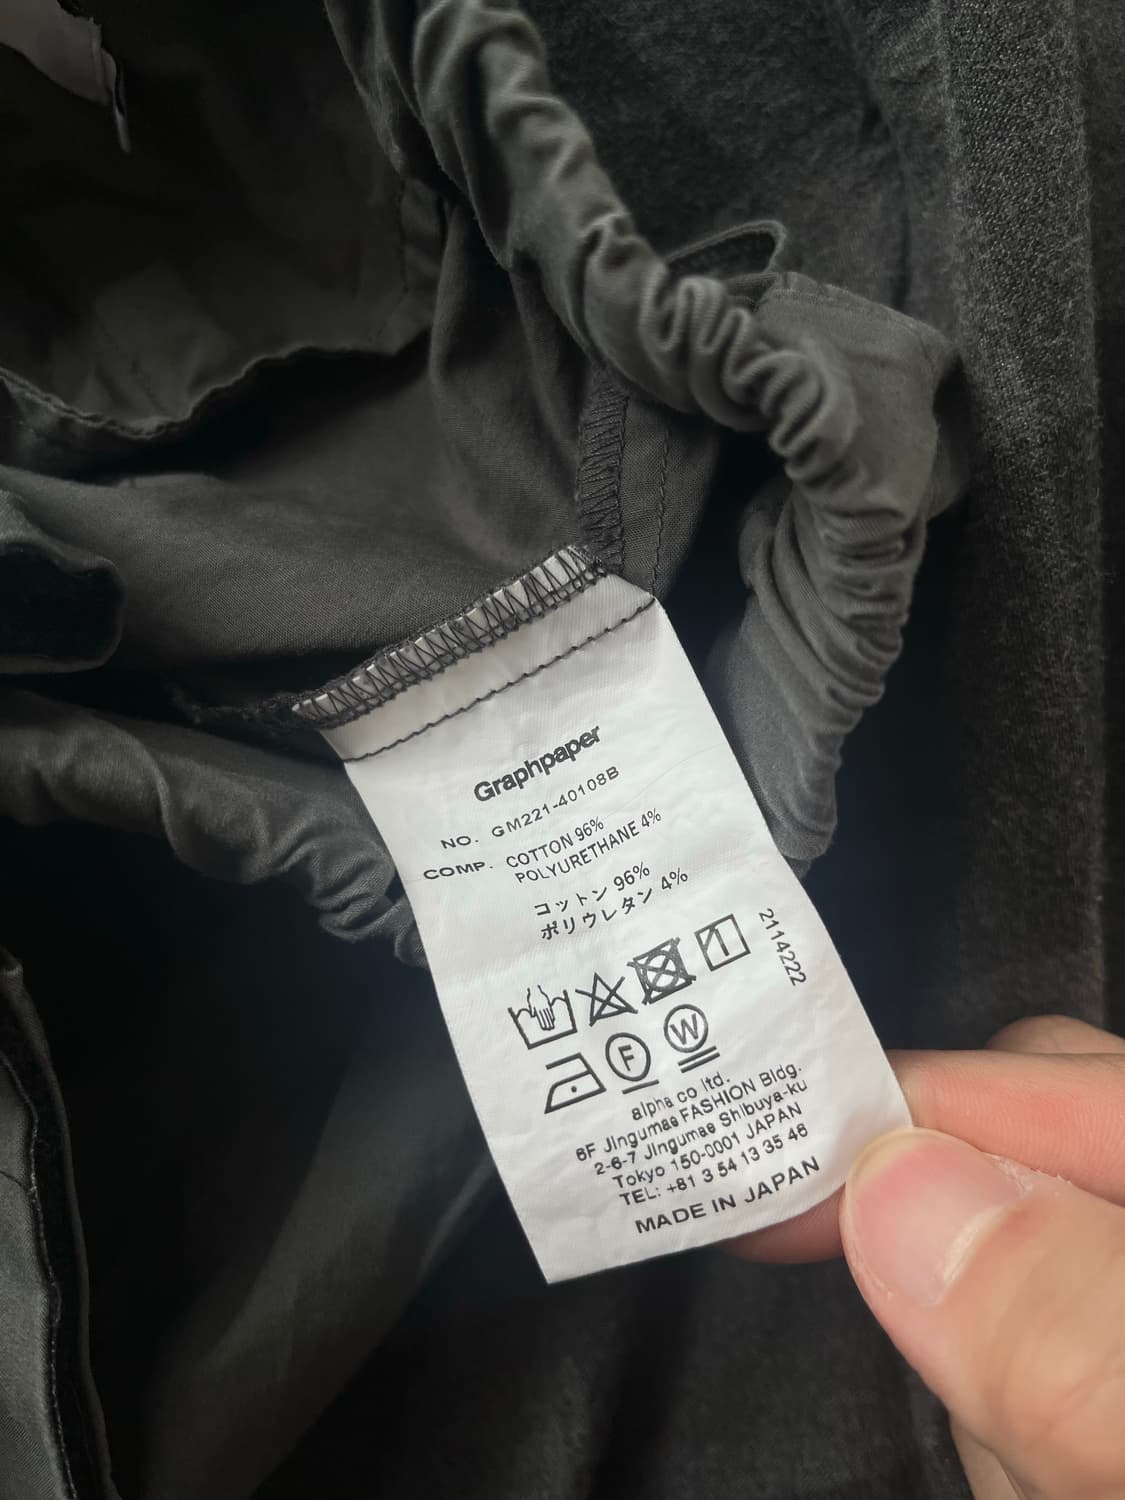 Graphpaper
NO. GM221-40108B
COMP. COTTON 96%
POLYURETHANE 4%
コットン 96%
ポリウレタン 4%
2114222
F
W
alpha co ltd.
6F Jingumae FASHION Bldg.
2-6-7 Jingumae Shibuya-ku
Tokyo 150-0001 JAPAN
TEL: +81 3 54 13 35 46
MADE IN JAPAN